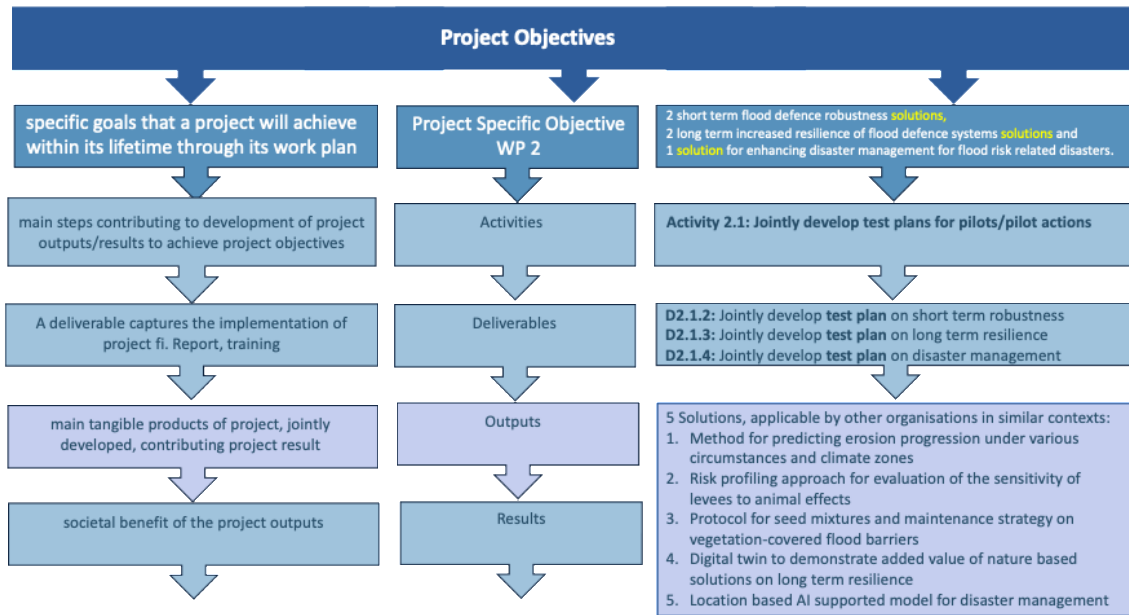 Project Objectives
specific goals that a project will achieve
within its lifetime through its work plan
Project Specific Objective
WP 2
2 short term flood defence robustness solutions,
2 long term increased resilience of flood defence systems solutions and
1 solution for enhancing disaster management for flood risk related disasters.
main steps contributing to development of project
outputs/results to achieve project objectives
Activities
Activity 2.1: Jointly develop test plans for pilots/pilot actions
A deliverable captures the implementation of
project fi. Report, training
Deliverables
D2.1.2: Jointly develop test plan on short term robustness
D2.1.3: Jointly develop test plan on long term resilience
D2.1.4: Jointly develop test plan on disaster management
main tangible products of project, jointly
developed, contributing project result
Outputs
5 Solutions, applicable by other organisations in similar contexts:
1. Method for predicting erosion progression under various
circumstances and climate zones
2. Risk profiling approach for evaluation of the sensitivity of
levees to animal effects
3. Protocol for seed mixtures and maintenance strategy on
vegetation-covered flood barriers
4. Digital twin to demonstrate added value of nature based
solutions on long term resilience
5. Location based AI supported model for disaster management
societal benefit of the project outputs
Results